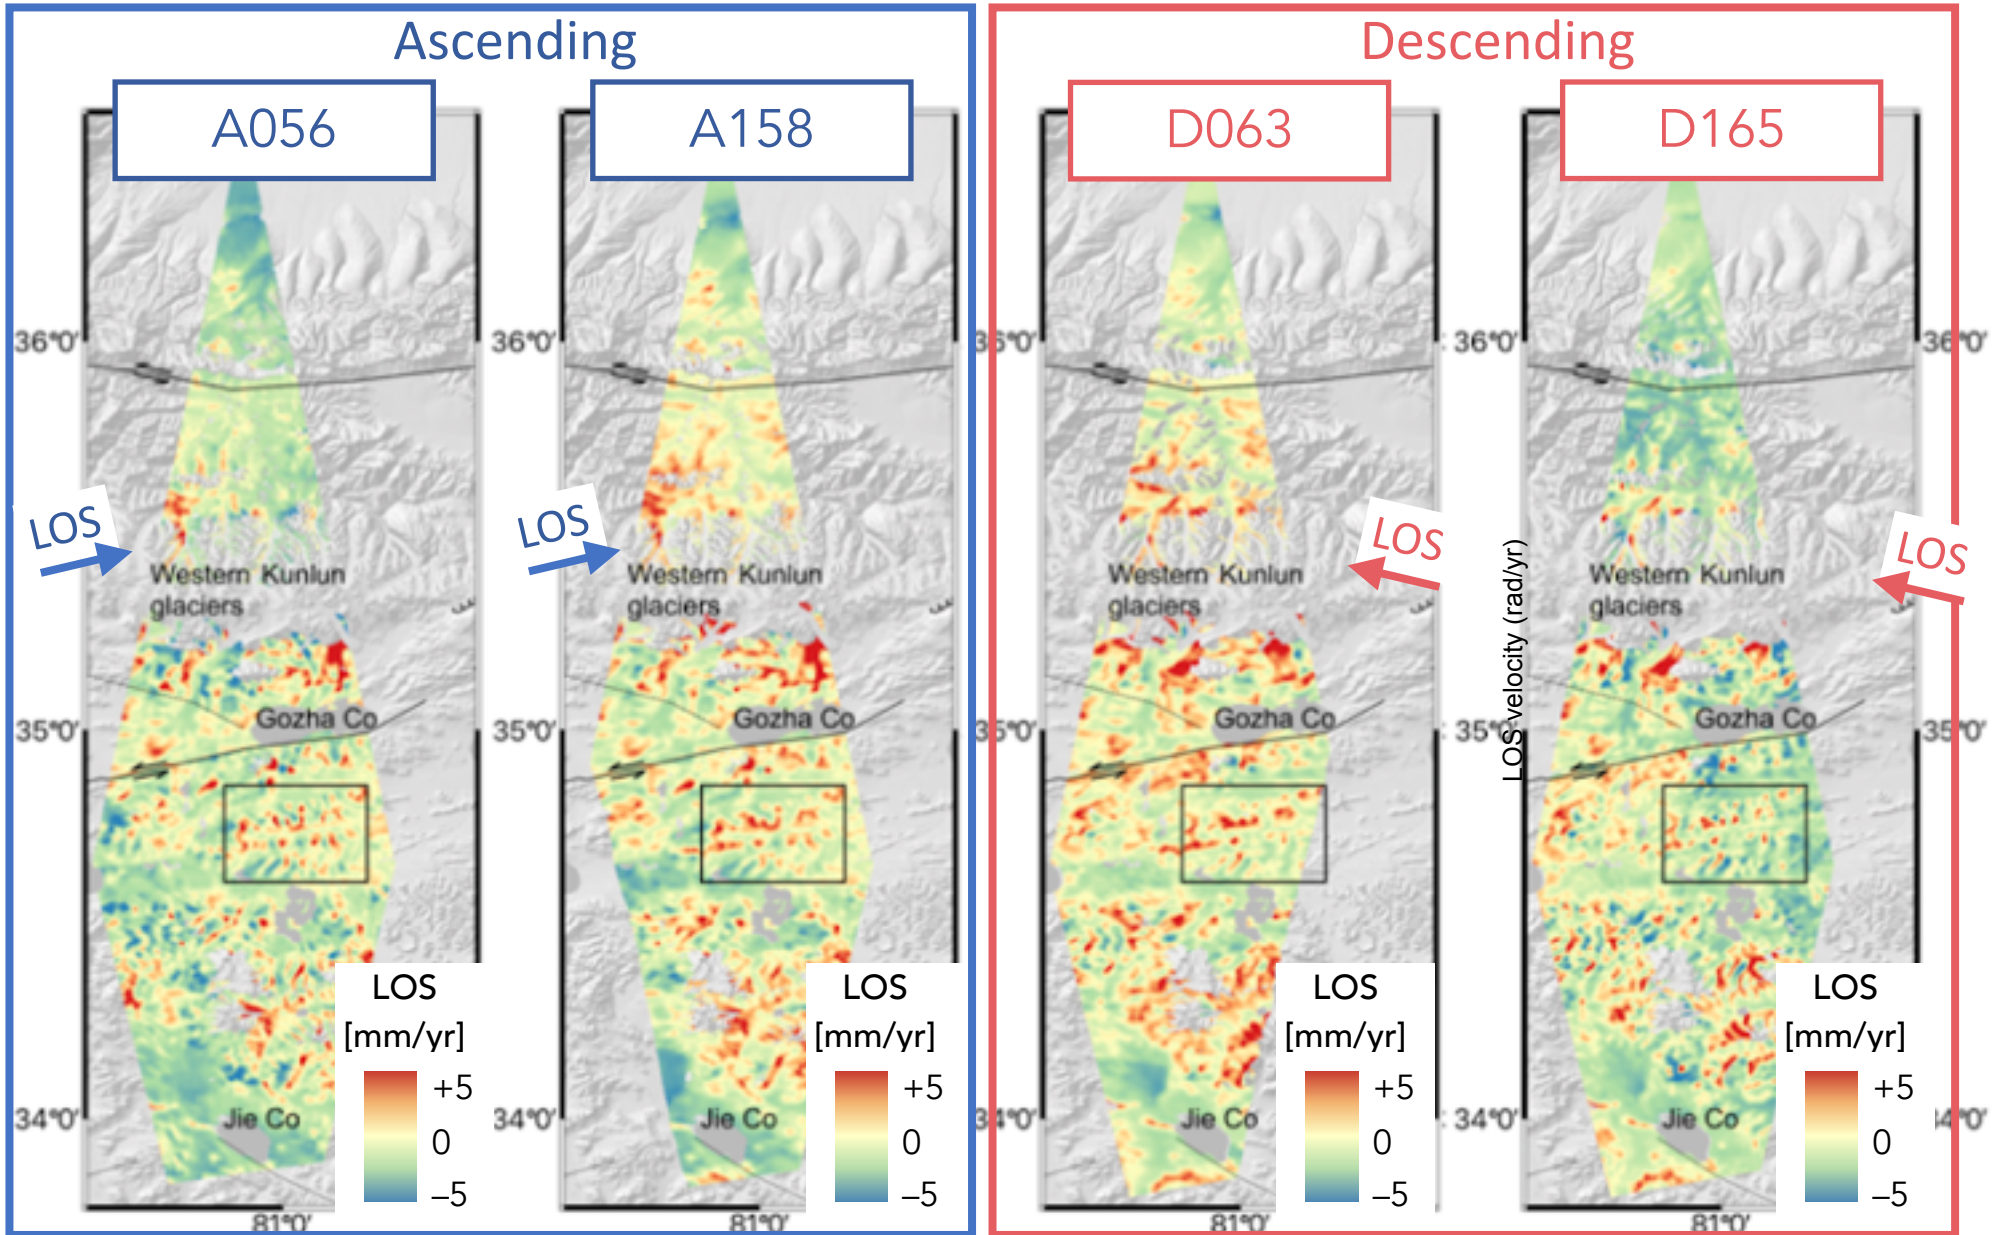 Ascending
Descending
A056
A158
D063
D165
36°0'
36°0'
36°0'
36°0'
LOS
LOS
LOS
LOS
Western Kunlun
glaciers
Western Kunlun
glaciers
Western Kunlun
glaciers
Western Kunlun
glaciers
LOS velocity (rad/yr)
Gozha Co
Gozha Co
Gozha Co
Gozha Co
35°0'
35°0'
35°0'
35°0'
LOS
[mm/yr]
+5
0
–5
LOS
[mm/yr]
+5
0
–5
LOS
[mm/yr]
+5
0
–5
LOS
[mm/yr]
+5
0
–5
Jie Co
Jie Co
Jie Co
Jie Co
34°0'
34°0'
34°0'
81°0'
81°0'
81°0'
81°0'